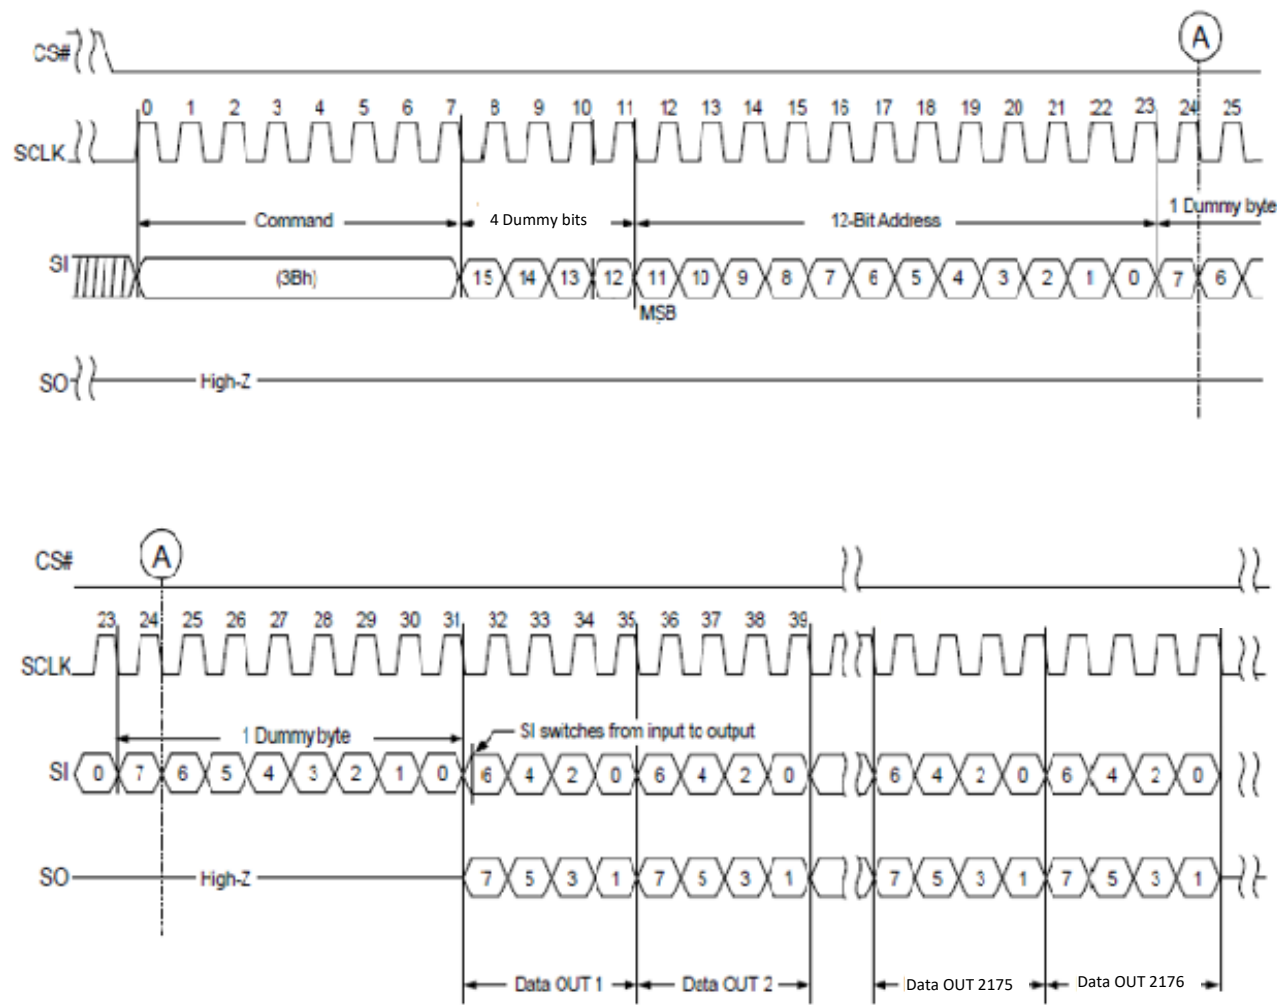 A
CS#
0 1 2 3 4 5 6 7 8 9 10 11 12 13 14 15 16 17 18 19 20 21 22 23 24 25
SCLK
Command 4 Dummy bits 12-Bit Address 1 Dummy byte
SI (3Bh) 15 14 13 12 11 10 9 8 7 6 5 4 3 2 1 0 7 6
MSB
SO High-Z
A
CS#
23 24 25 26 27 28 29 30 31 32 33 34 35 36 37 38 39
SCLK
1 Dummy byte SI switches from input to output
SI 0 7 6 5 4 3 2 1 0 6 4 2 0 6 4 2 0 6 4 2 0 6 4 2 0
SO High-Z 7 5 3 1 7 5 3 1 7 5 3 1 7 5 3 1
Data OUT 1 Data OUT 2 Data OUT 2175 Data OUT 2176